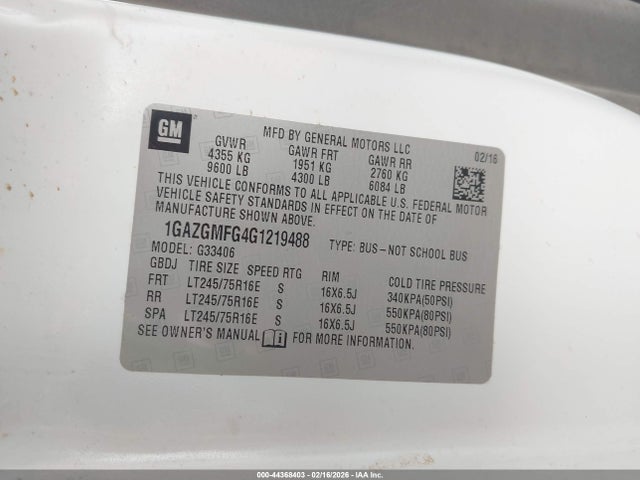 GM
MFD BY GENERAL MOTORS LLC
02/16
GVWR GAWR FRT GAWR RR
4355 KG 1951 KG 2760 KG
9600 LB 4300 LB 6084 LB
THIS VEHICLE CONFORMS TO ALL APPLICABLE U.S. FEDERAL MOTOR
VEHICLE SAFETY STANDARDS IN EFFECT ON THE DATE OF
MANUFACTURE SHOWN ABOVE.
1GAZGMFG4G1219488 TYPE: BUS-NOT SCHOOL BUS
MODEL: G33406
GBDJ TIRE SIZE SPEED RTG RIM COLD TIRE PRESSURE
FRT LT245/75R16E S 16X6.5J 340KPA(50PSI)
RR LT245/75R16E S 16X6.5J 550KPA(80PSI)
SPA LT245/75R16E S 16X6.5J 550KPA(80PSI)
SEE OWNER'S MANUAL FOR MORE INFORMATION.
000-44368403 - 02/16/2026 - IAA Inc.